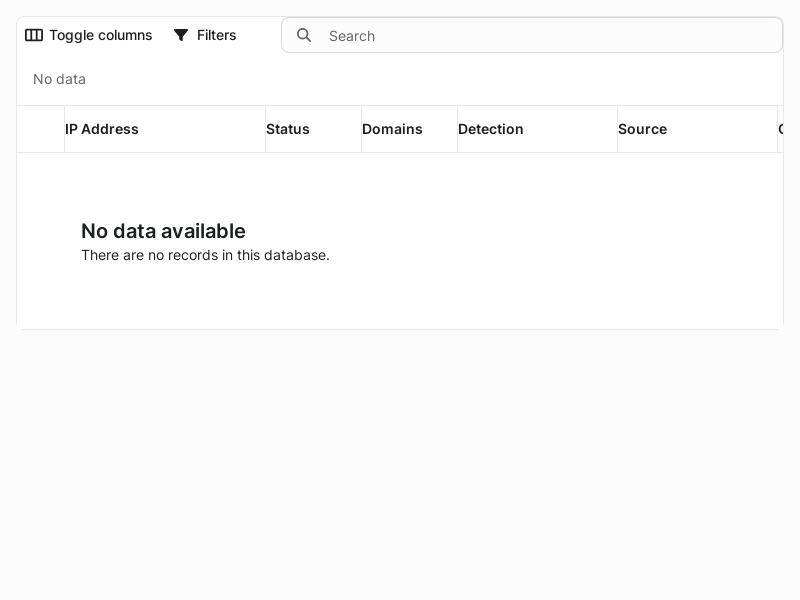 Toggle columns Filters Search
No data
IP Address Status Domains Detection Source
No data available
There are no records in this database.